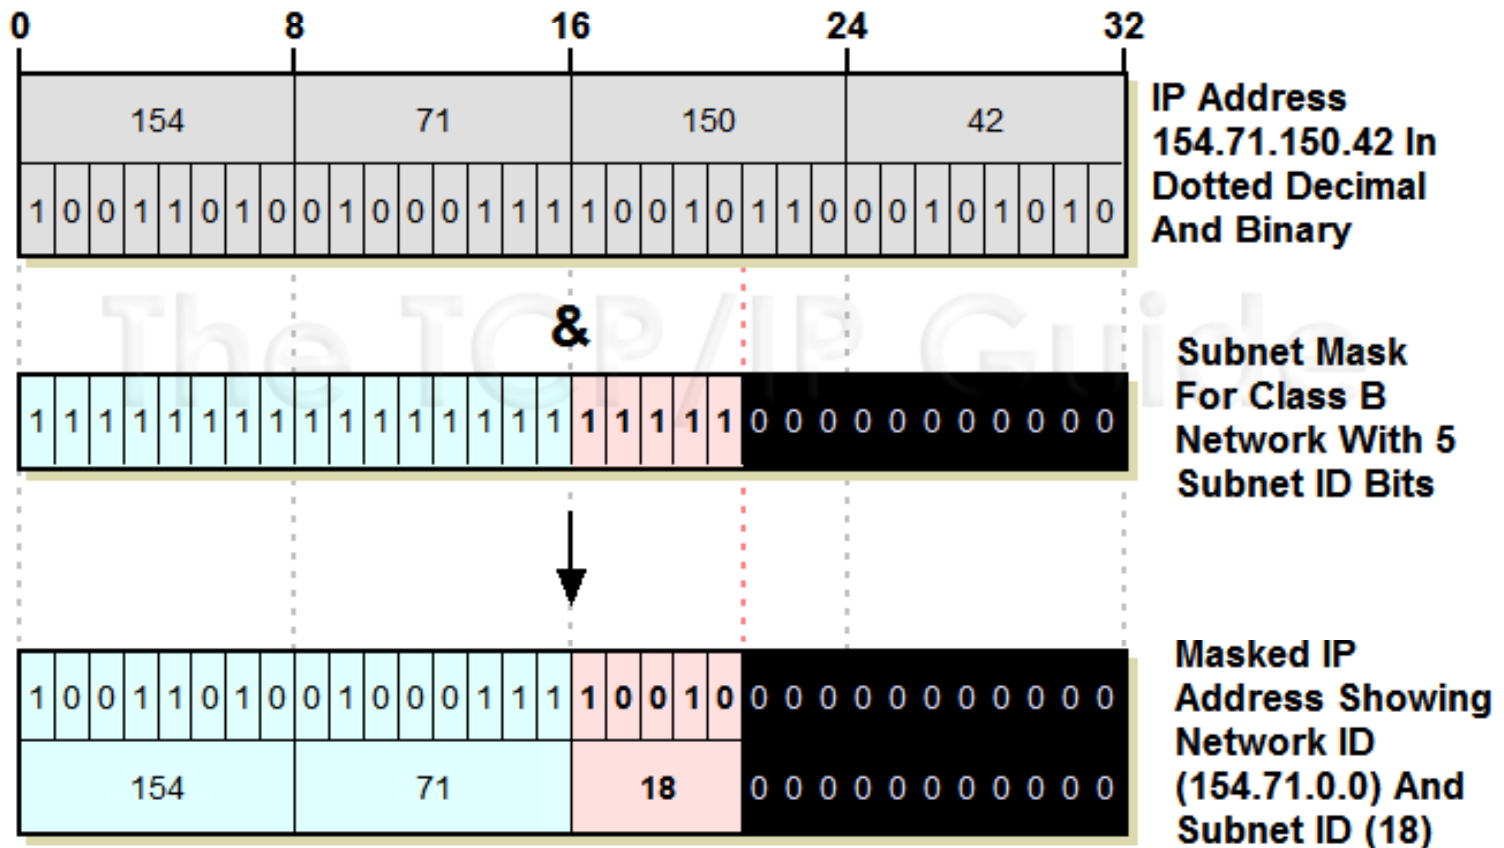 0 8 16 24 32
154 71 150 42
1 0 0 1 1 0 1 0 0 1 0 0 0 1 1 1 1 0 0 1 0 1 1 0 0 0 1 0 1 0 1 0
IP Address
154.71.150.42 In
Dotted Decimal
And Binary
The TCP/IP Guide
&
1 1 1 1 1 1 1 1 1 1 1 1 1 1 1 1 1 1 1 1 1 0 0 0 0 0 0 0 0 0 0 0
Subnet Mask
For Class B
Network With 5
Subnet ID Bits
1 0 0 1 1 0 1 0 0 1 0 0 0 1 1 1 1 0 0 1 0 0 0 0 0 0 0 0 0 0 0 0
154 71 18 0 0 0 0 0 0 0 0 0 0 0
Masked IP
Address Showing
Network ID
(154.71.0.0) And
Subnet ID (18)